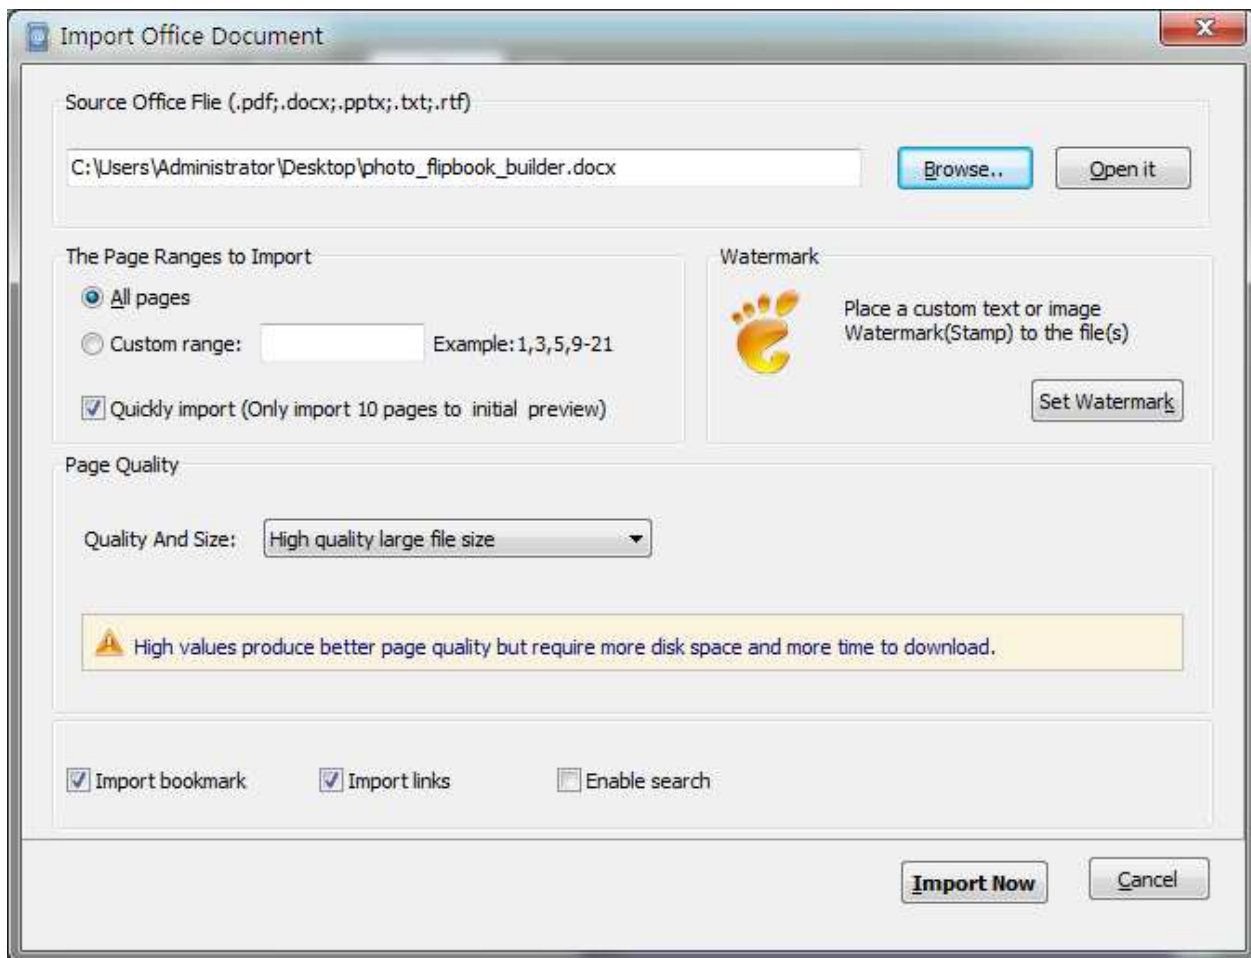 Import Office Document
Source Office Flie (.pdf;.docx;.pptx;.txt;.rtf)
C:\Users\Administrator\Desktop\photo_flipbook_builder.docx
Browse..
Open it
The Page Ranges to Import
All pages
Custom range:
Example:1,3,5,9-21
Quickly import (Only import 10 pages to initial preview)
Watermark
Place a custom text or image
Watermark(Stamp) to the file(s)
Set Watermark
Page Quality
Quality And Size:
High quality large file size
High values produce better page quality but require more disk space and more time to download.
Import bookmark
Import links
Enable search
Import Now
Cancel